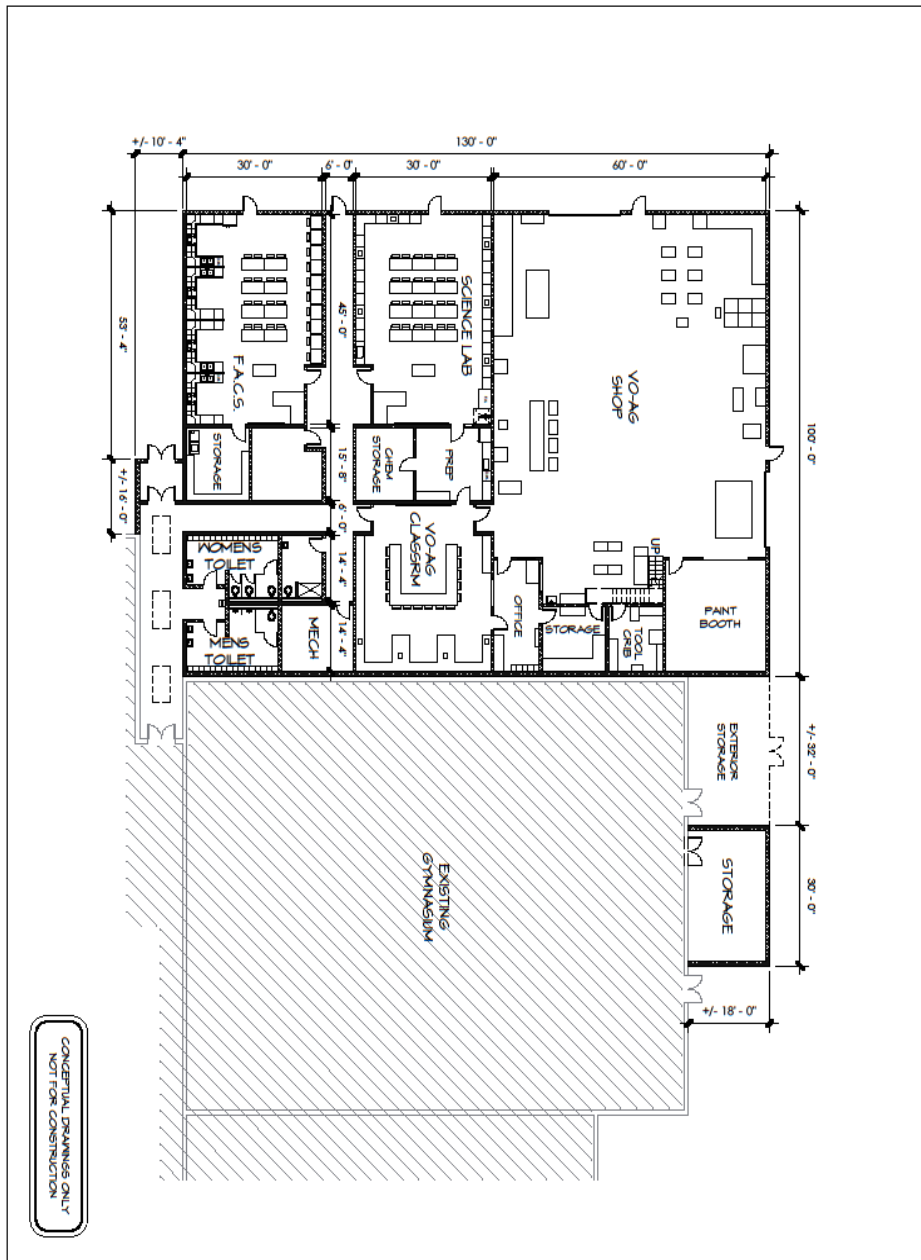 +/- 10' - 4"
130' - 0"
30' - 0"
6' - 0"
30' - 0"
60' - 0"
53' - 4"
+/- 16' - 0"
45' - 0"
15' - 8"
6' - 0"
14' - 4"
14' - 4"
100' - 0"
+/- 32' - 0"
30' - 0"
+/- 18' - 0"
F.A.C.S.
SCIENCE LAB
VO-AG
SHOP
STORAGE
CHEM
STORAGE
PREP
VO-AG
CLASSRM
WOMENS
TOILET
MENS
TOILET
MECH
OFFICE
STORAGE
UP
TOOL
CRIB
PAINT
BOOTH
EXTERIOR
STORAGE
STORAGE
EXISTING
GYMNASIUM
CONCEPTUAL DRAWINGS ONLY
NOT FOR CONSTRUCTION